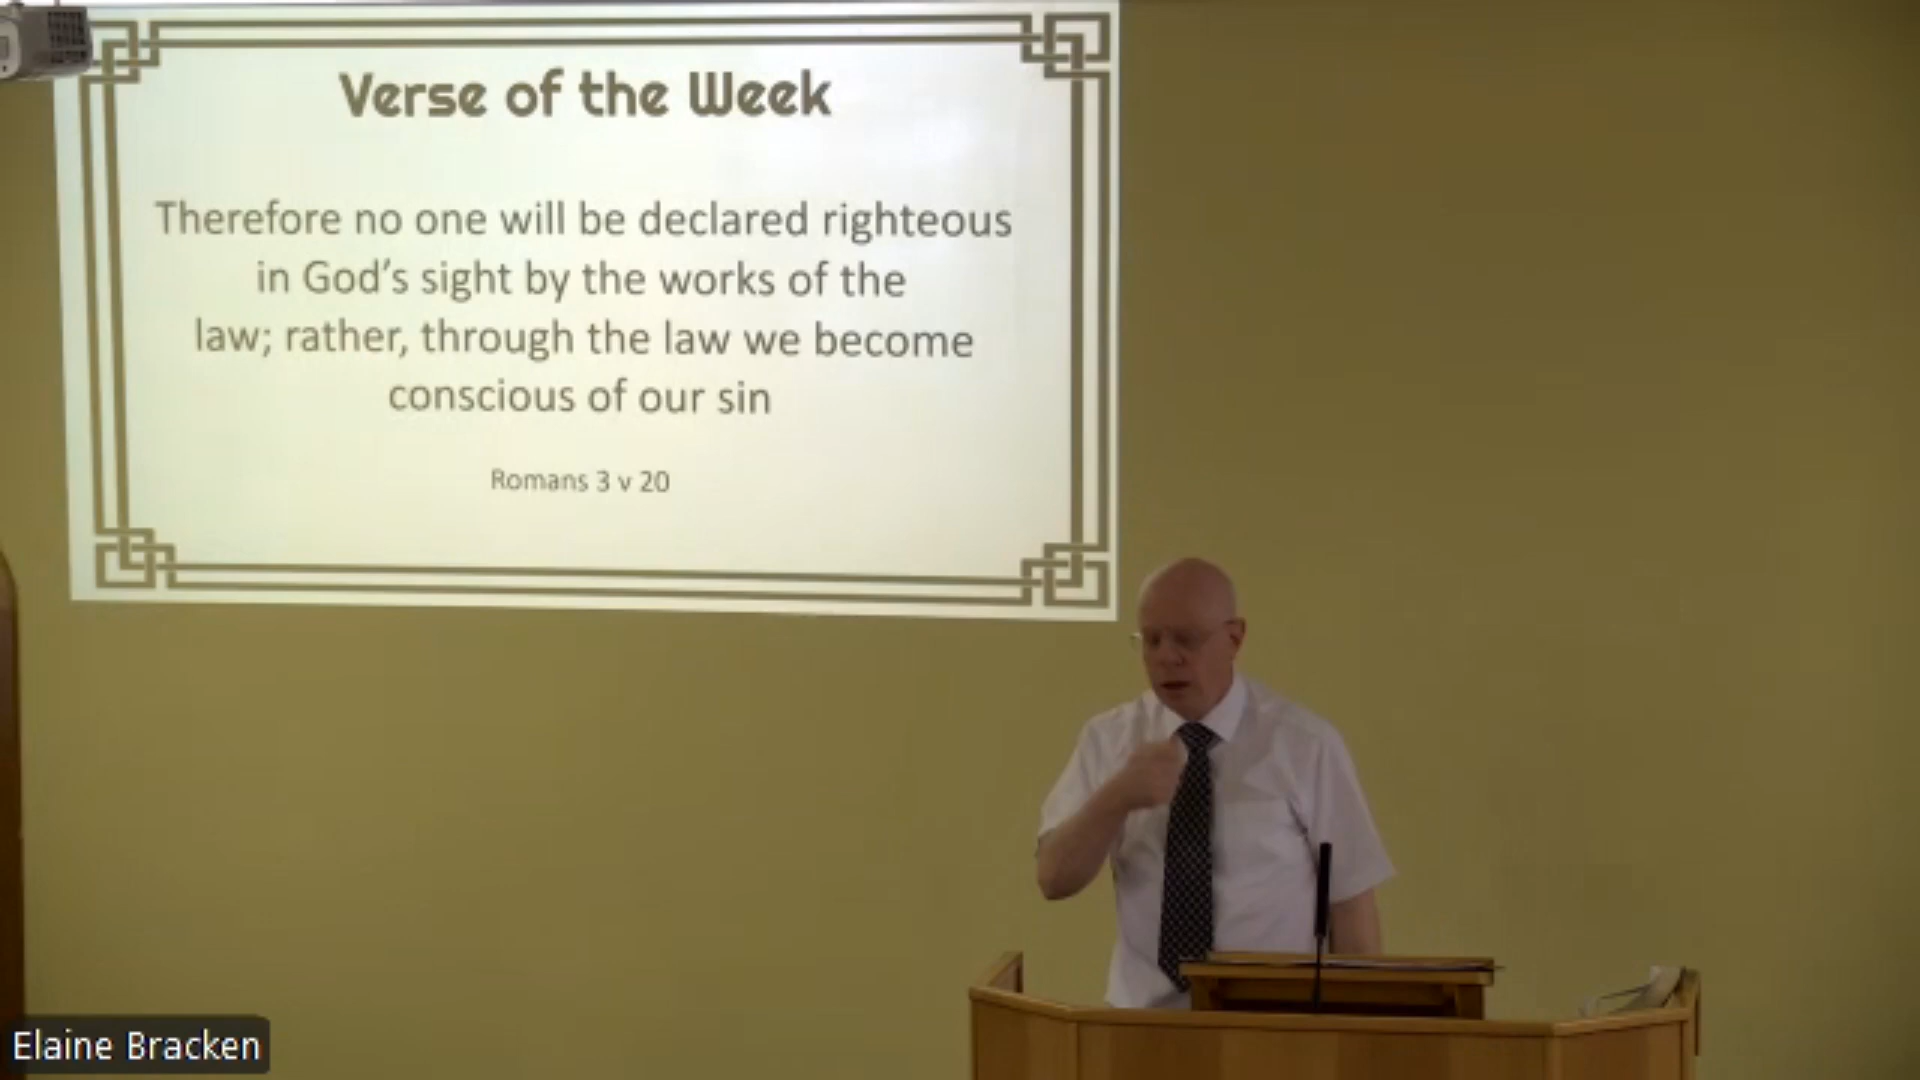 Verse of the Week
Therefore no one will be declared righteous
in God's sight by the works of the
law; rather, through the law we become
conscious of our sin
Romans 3 v 20
Elaine Bracken